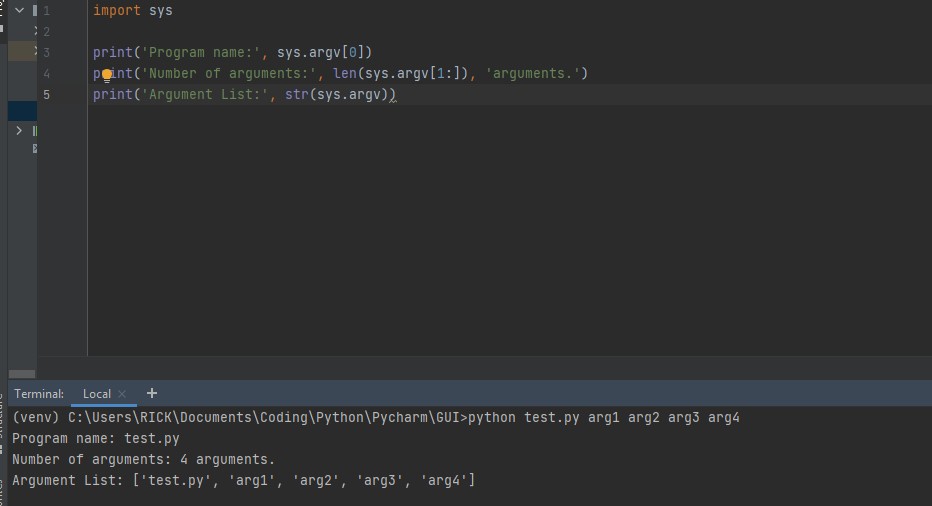 1 import sys
2
3 print('Program name:', sys.argv[0])
4 print('Number of arguments:', len(sys.argv[1:]), 'arguments.')
5 print('Argument List:', str(sys.argv))
Terminal: Local × +
(venv) C:\Users\RICK\Documents\Coding\Python\Pycharm\GUI>python test.py arg1 arg2 arg3 arg4
Program name: test.py
Number of arguments: 4 arguments.
Argument List: ['test.py', 'arg1', 'arg2', 'arg3', 'arg4']